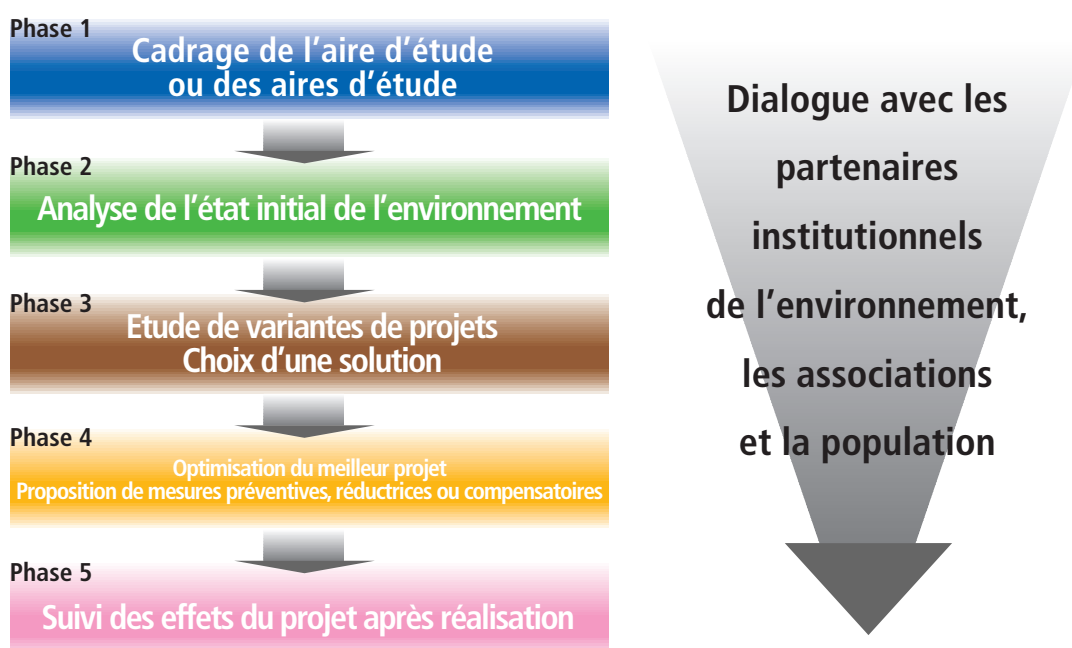 Phase 1
Cadrage de l’aire d’étude
ou des aires d’étude
Phase 2
Analyse de l’état initial de l’environnement
Phase 3
Etude de variantes de projets
Choix d’une solution
Phase 4
Optimisation du meilleur projet
Proposition de mesures préventives, réductrices ou compensatoires
Phase 5
Suivi des effets du projet après réalisation
Dialogue avec les
partenaires
institutionnels
de l’environnement,
les associations
et la population